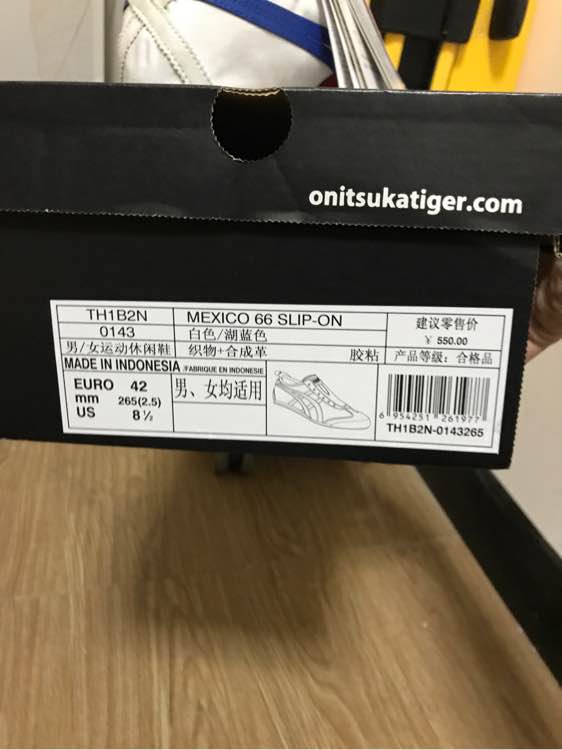 onitsukatiger.com
TH1B2N
MEXICO 66 SLIP-ON
0143
白色/湖蓝色
男/女运动休闲鞋
织物+合成革 胶粘
建议零售价
¥ 550.00
产品等级: 合格品
MADE IN INDONESIA /FABRIQUE EN INDONESIE
EURO 42
mm 265(2.5)
US 8½
男、女均适用
6 954251 261977
TH1B2N-0143265